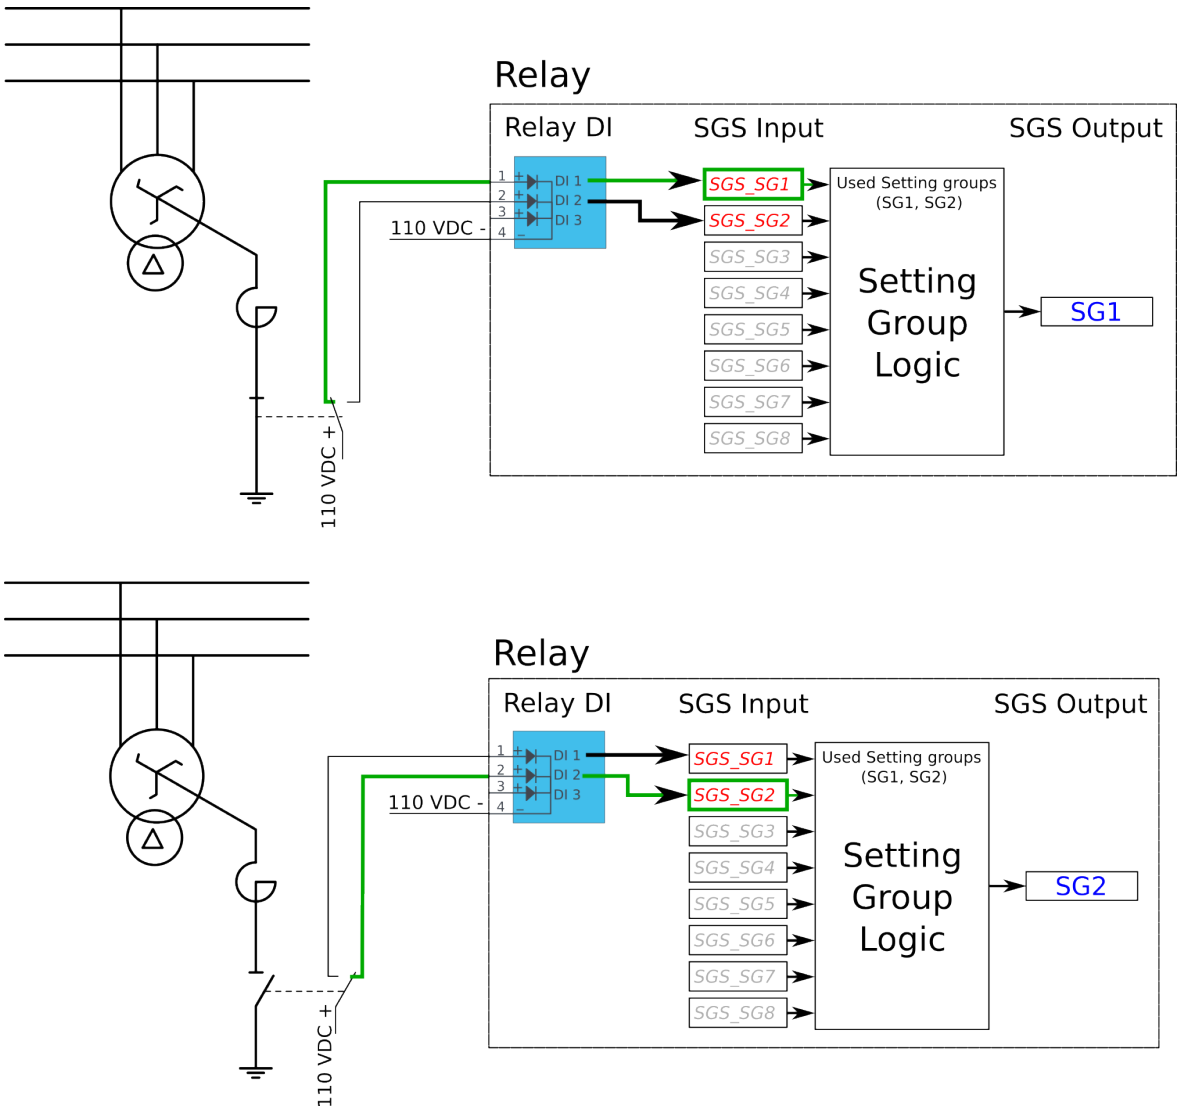 Relay
Relay DI
SGS Input
SGS Output
1 + DI 1
2 + DI 2
3 + DI 3
110 VDC - 4 –
110 VDC +
SGS_SG1
SGS_SG2
SGS_SG3
SGS_SG4
SGS_SG5
SGS_SG6
SGS_SG7
SGS_SG8
Used Setting groups
(SG1, SG2)
Setting
Group
Logic
SG1
Relay
Relay DI
SGS Input
SGS Output
1 + DI 1
2 + DI 2
3 + DI 3
110 VDC - 4 –
110 VDC +
SGS_SG1
SGS_SG2
SGS_SG3
SGS_SG4
SGS_SG5
SGS_SG6
SGS_SG7
SGS_SG8
Used Setting groups
(SG1, SG2)
Setting
Group
Logic
SG2